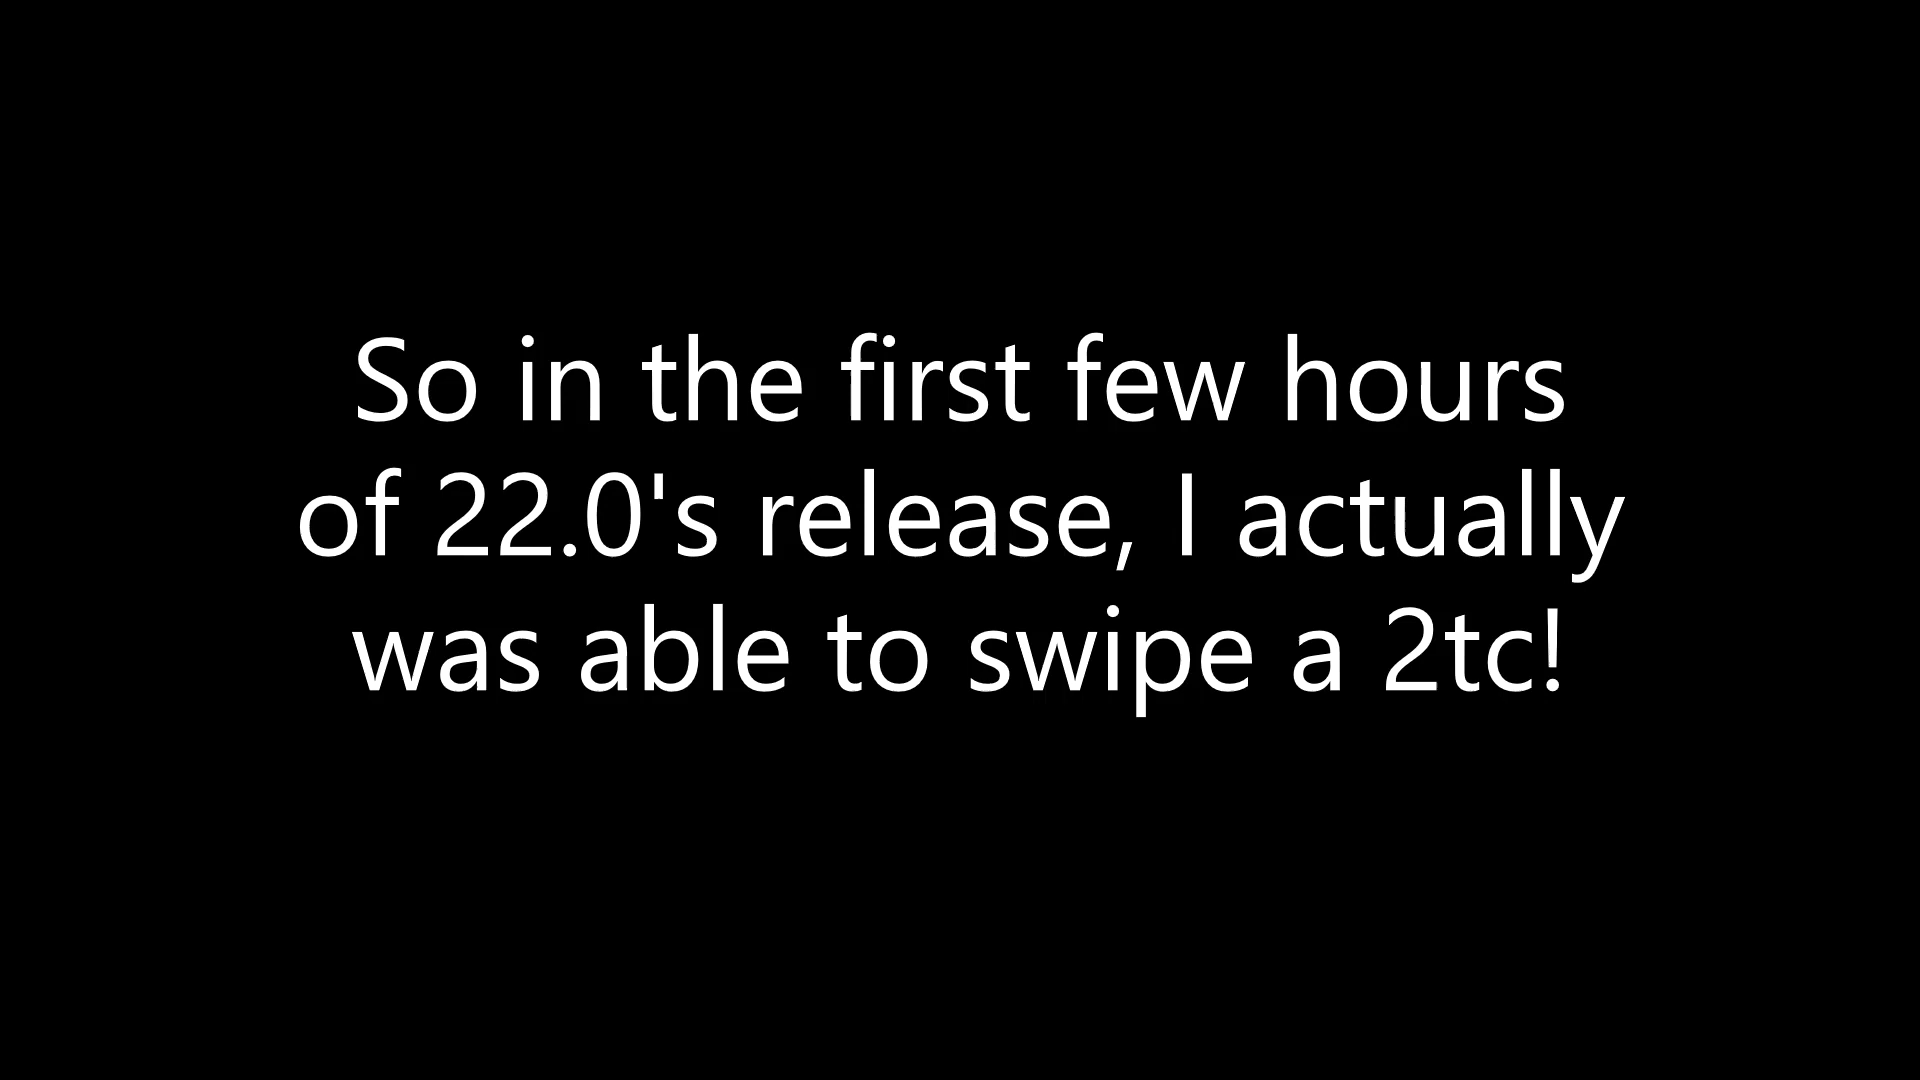 So in the first few hours
of 22.0's release, I actually
was able to swipe a 2tc!